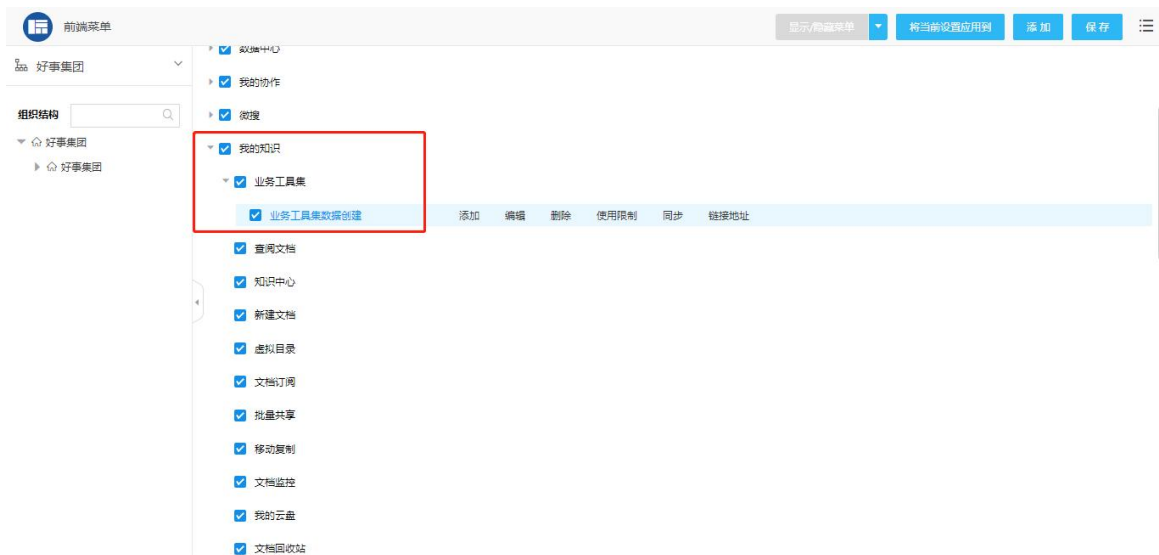 前端菜单
显示/隐藏菜单
将当前设置应用到
添加
保存
好事集团
组织结构
好事集团
好事集团
数据中心
我的协作
微搜
我的知识
业务工具集
业务工具集数据创建 添加 编辑 删除 使用限制 同步 链接地址
查阅文档
知识中心
新建文档
虚拟目录
文档订阅
批量共享
移动复制
文档监控
我的云盘
文档回收站